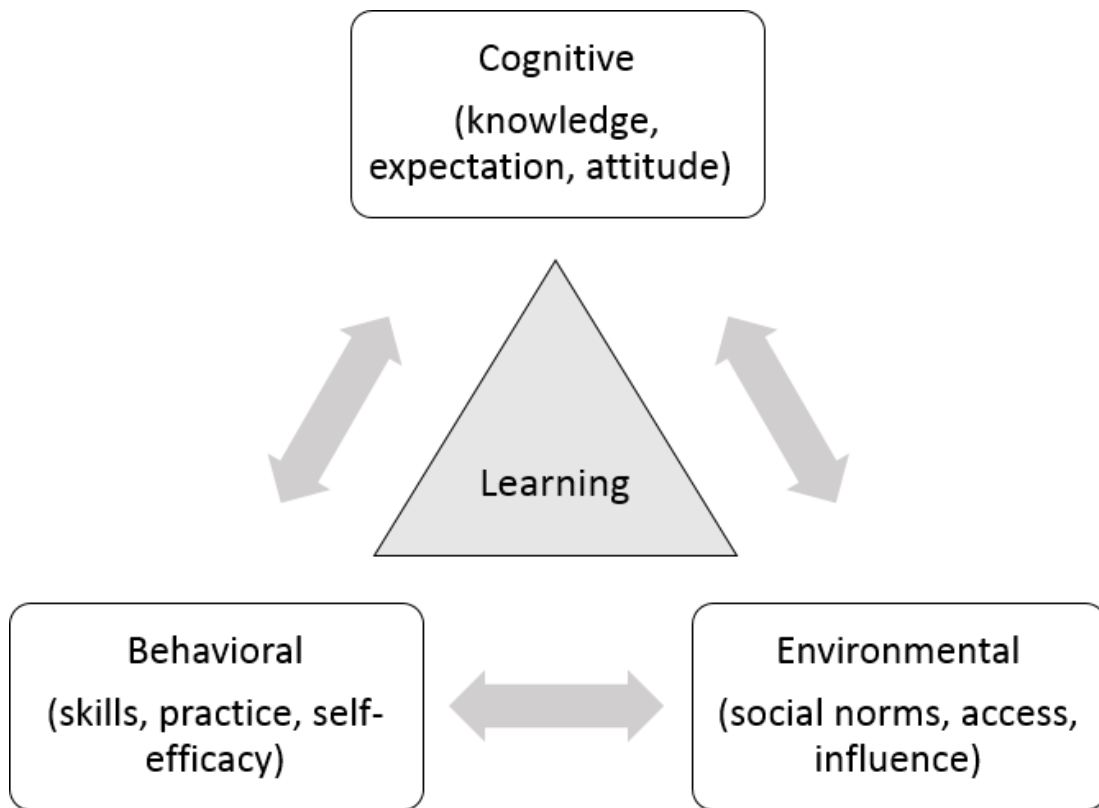 Cognitive
(knowledge,
expectation, attitude)
Learning
Behavioral
(skills, practice, self-
efficacy)
Environmental
(social norms, access,
influence)